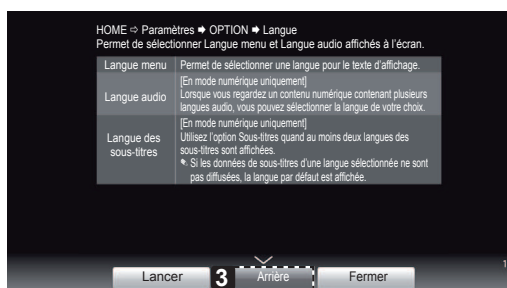 HOME ⇨ Paramètres ➡ OPTION ➡ Langue
Permet de sélectionner Langue menu et Langue audio affichés à l'écran.
Langue menu Permet de sélectionner une langue pour le texte d'affichage.
Langue audio
[En mode numérique uniquement]
Lorsque vous regardez un contenu numérique contenant plusieurs
langues audio, vous pouvez sélectionner la langue de votre choix.
Langue des
sous-titres
[En mode numérique uniquement]
Utilisez l'option Sous-titres quand au moins deux langues des
sous-titres sont affichées.
Si les données de sous-titres d'une langue sélectionnée ne sont
pas diffusées, la langue par défaut est affichée.
1
Lancer 3 Arrière Fermer